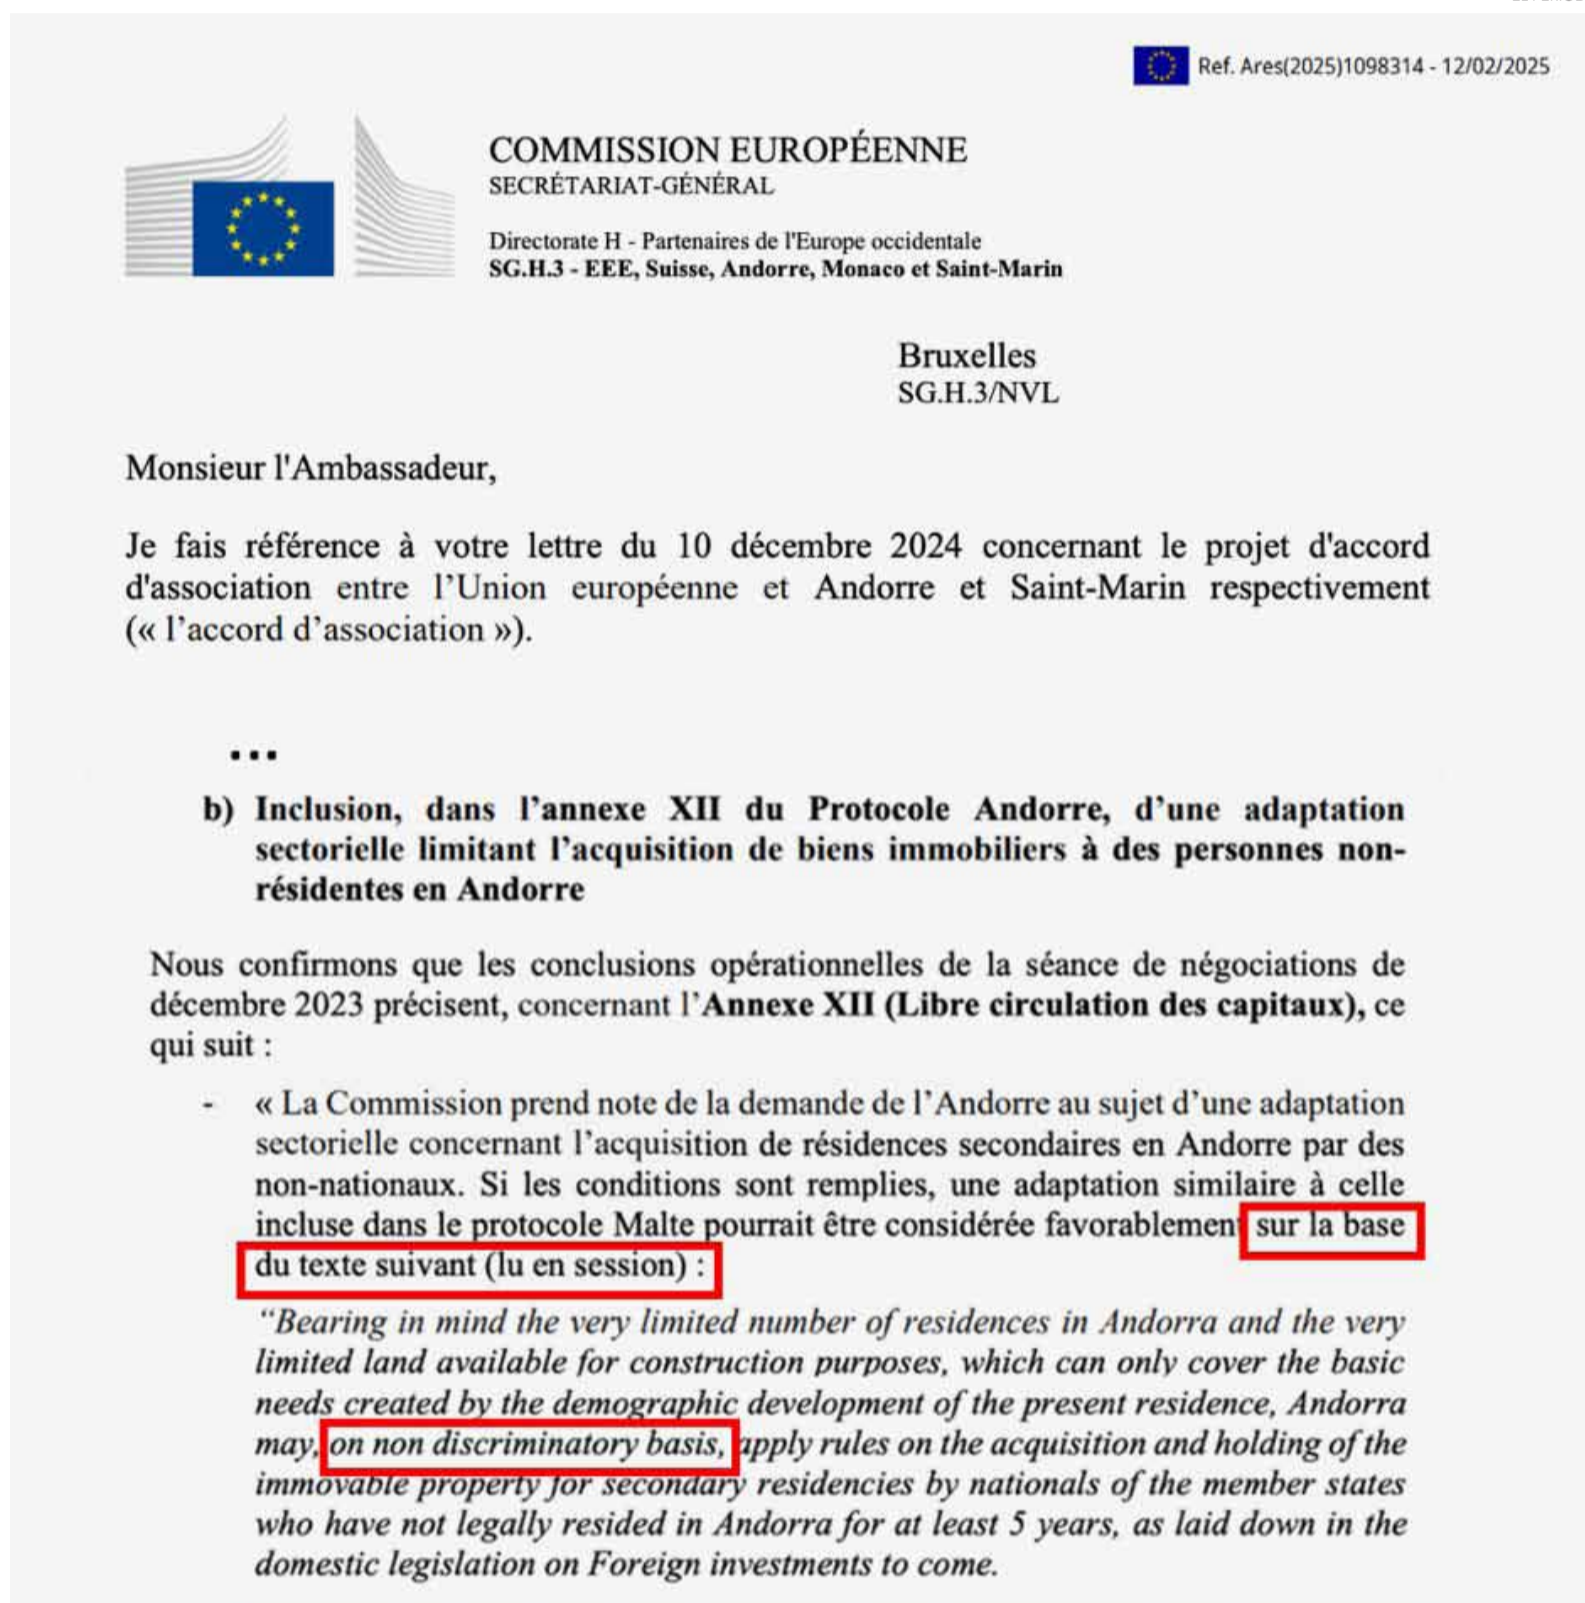 Ref. Ares(2025)1098314 - 12/02/2025
COMMISSION EUROPÉENNE
SECRÉTARIAT-GÉNÉRAL
Directorate H - Partenaires de l'Europe occidentale
SG.H.3 - EEE, Suisse, Andorre, Monaco et Saint-Marin
Bruxelles
SG.H.3/NVL
Monsieur l'Ambassadeur,
Je fais référence à votre lettre du 10 décembre 2024 concernant le projet d'accord
d'association entre l’Union européenne et Andorre et Saint-Marin respectivement
(« l’accord d’association »).
...
b) Inclusion, dans l’annexe XII du Protocole Andorre, d’une adaptation
sectorielle limitant l’acquisition de biens immobiliers à des personnes non-
résidentes en Andorre
Nous confirmons que les conclusions opérationnelles de la séance de négociations de
décembre 2023 précisent, concernant l’Annexe XII (Libre circulation des capitaux), ce
qui suit :
- « La Commission prend note de la demande de l’Andorre au sujet d’une adaptation
sectorielle concernant l’acquisition de résidences secondaires en Andorre par des
non-nationaux. Si les conditions sont remplies, une adaptation similaire à celle
incluse dans le protocole Malte pourrait être considérée favorablement sur la base
du texte suivant (lu en session) :
“Bearing in mind the very limited number of residences in Andorra and the very
limited land available for construction purposes, which can only cover the basic
needs created by the demographic development of the present residence, Andorra
may, on non discriminatory basis, apply rules on the acquisition and holding of the
immovable property for secondary residencies by nationals of the member states
who have not legally resided in Andorra for at least 5 years, as laid down in the
domestic legislation on Foreign investments to come.